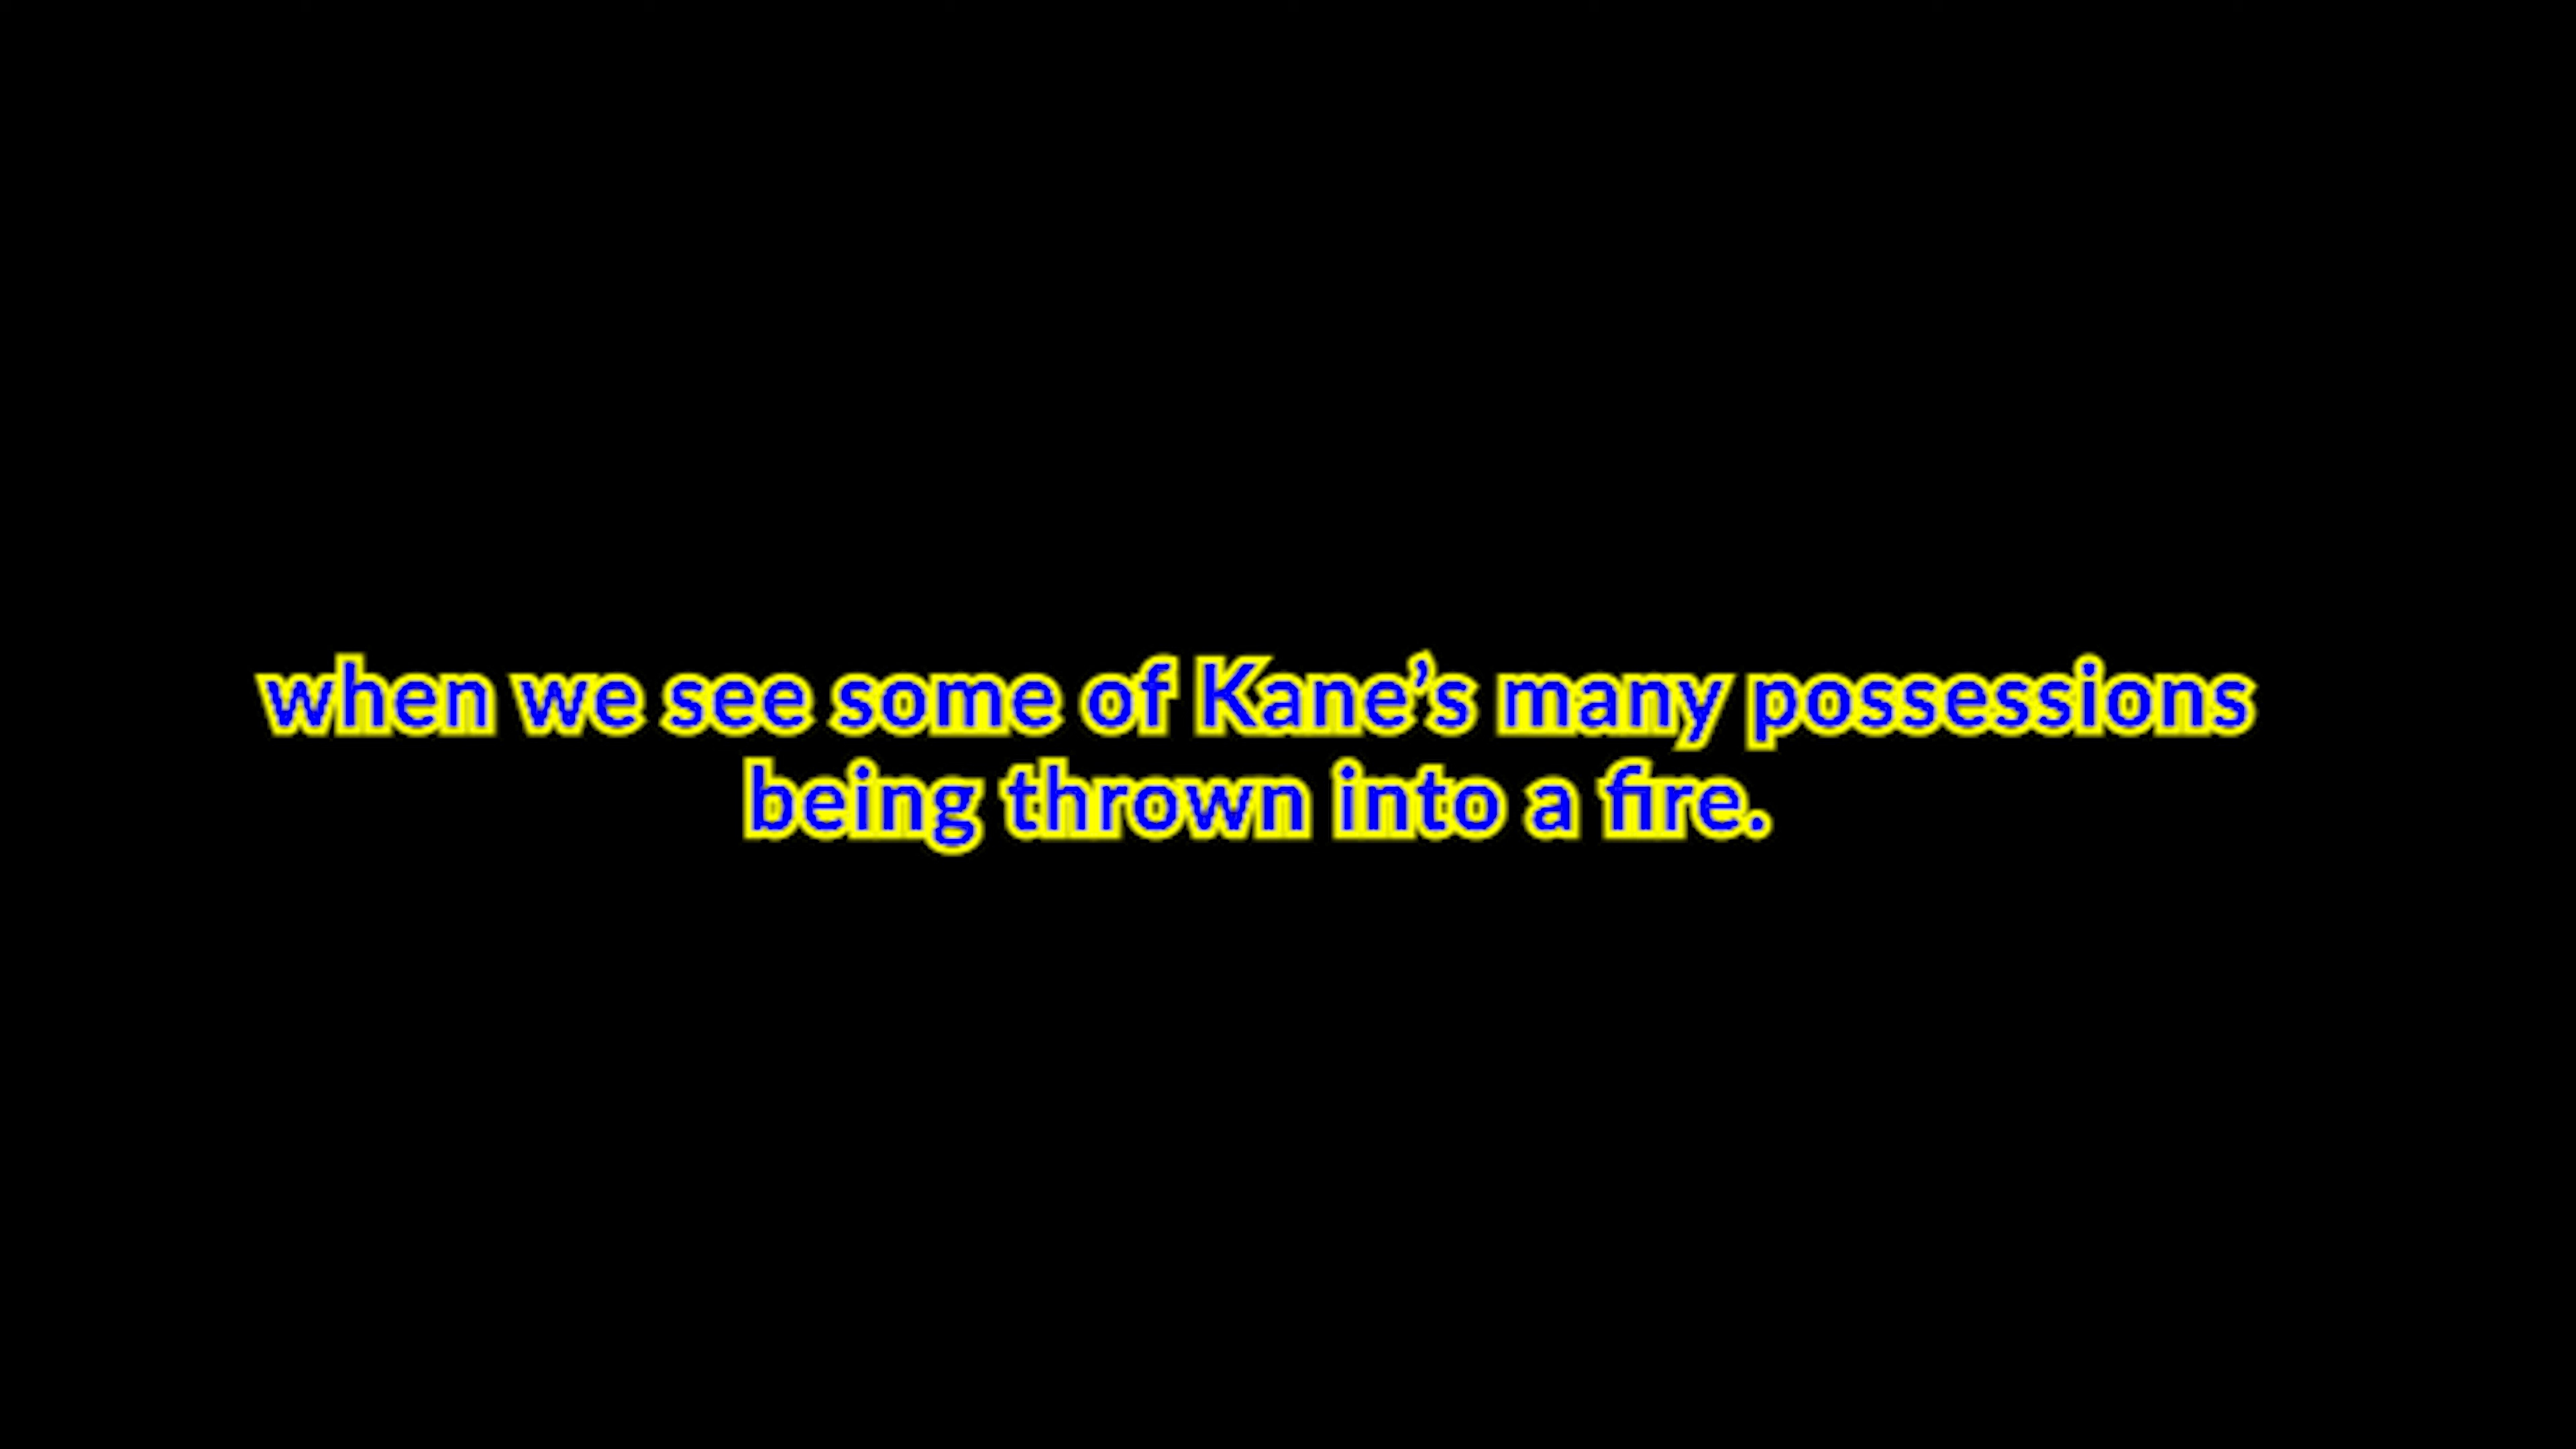 when we see some of Kane’s many possessions
being thrown into a fire.